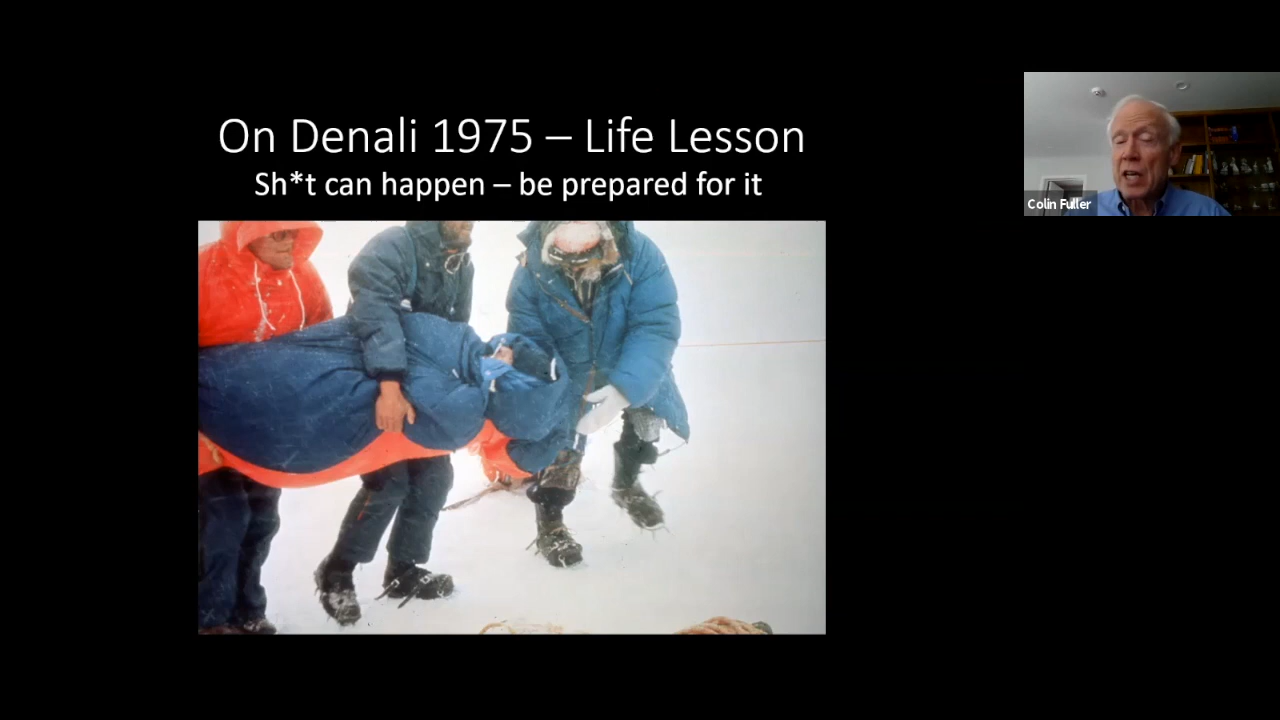 On Denali 1975 – Life Lesson
Sh*t can happen – be prepared for it
Colin Fuller